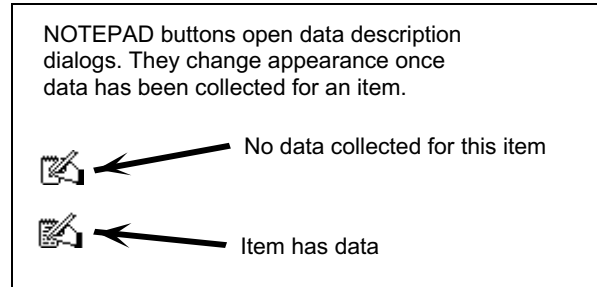 NOTEPAD buttons open data description
dialogs. They change appearance once
data has been collected for an item.
No data collected for this item
Item has data